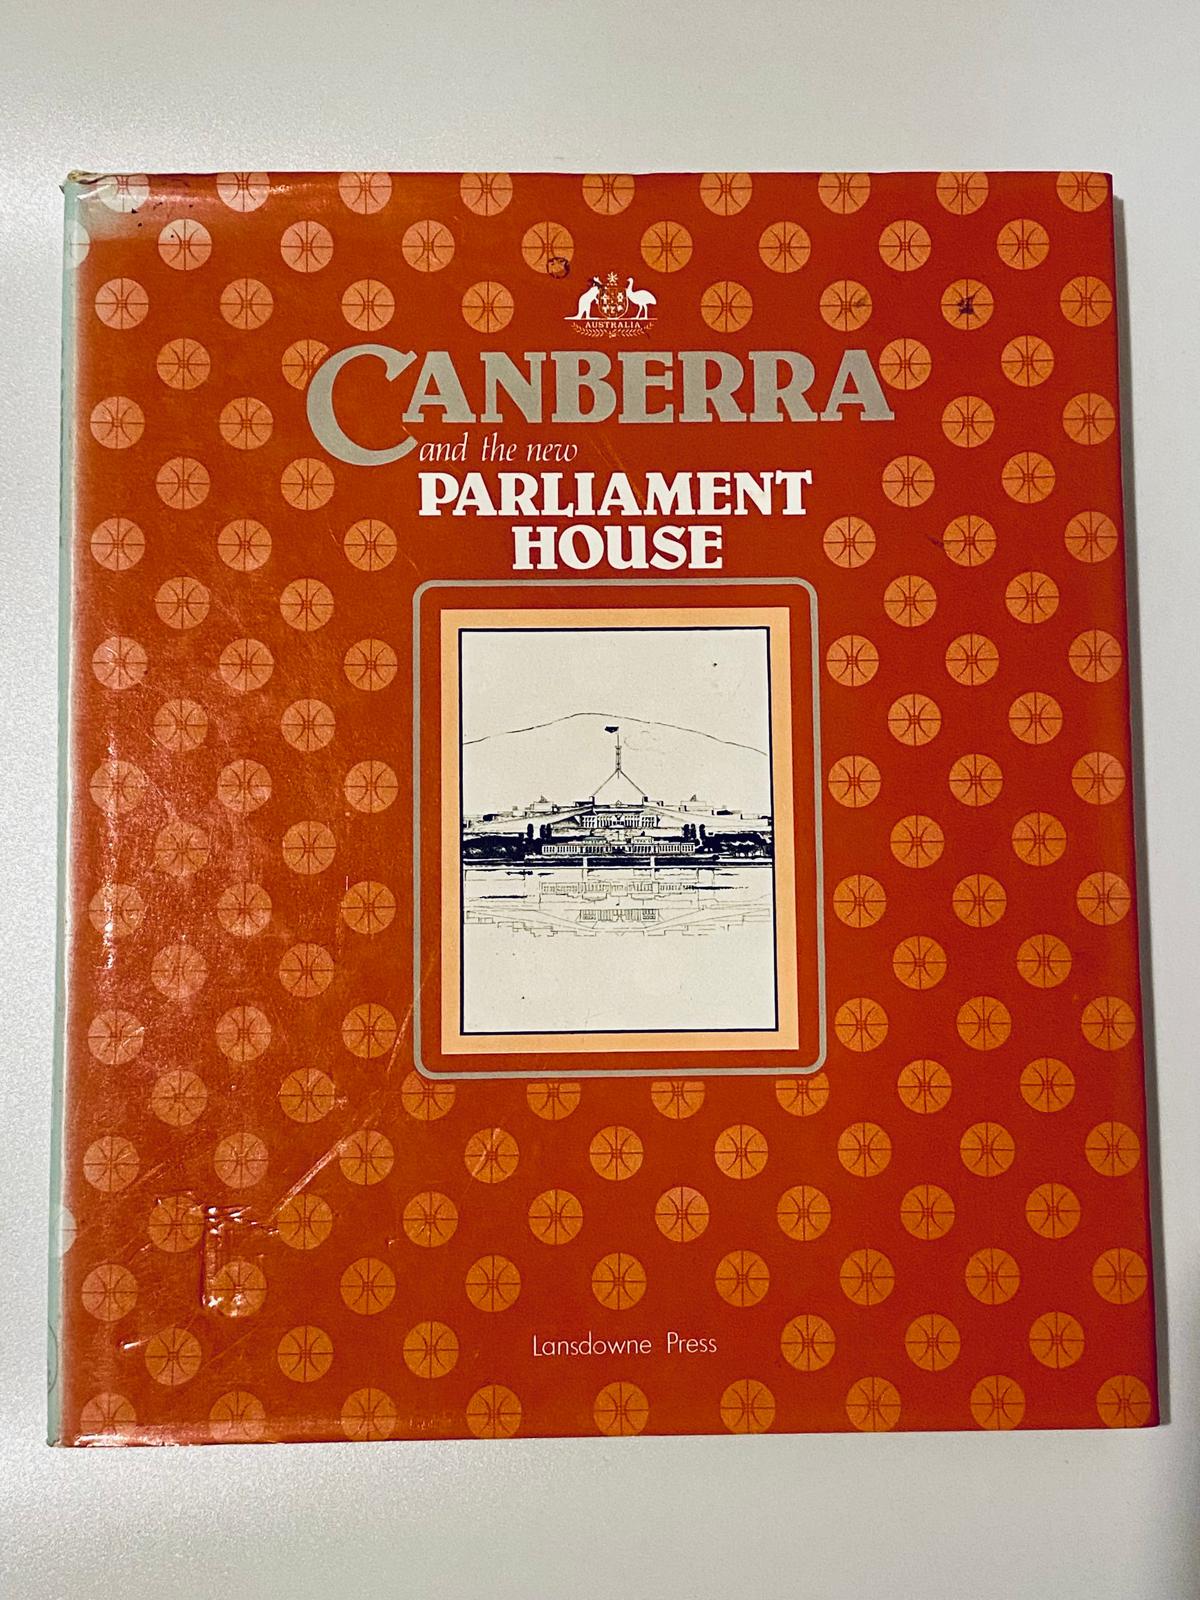 AUSTRALIA
CANBERRA
and the new
PARLIAMENT
HOUSE
Lansdowne Press